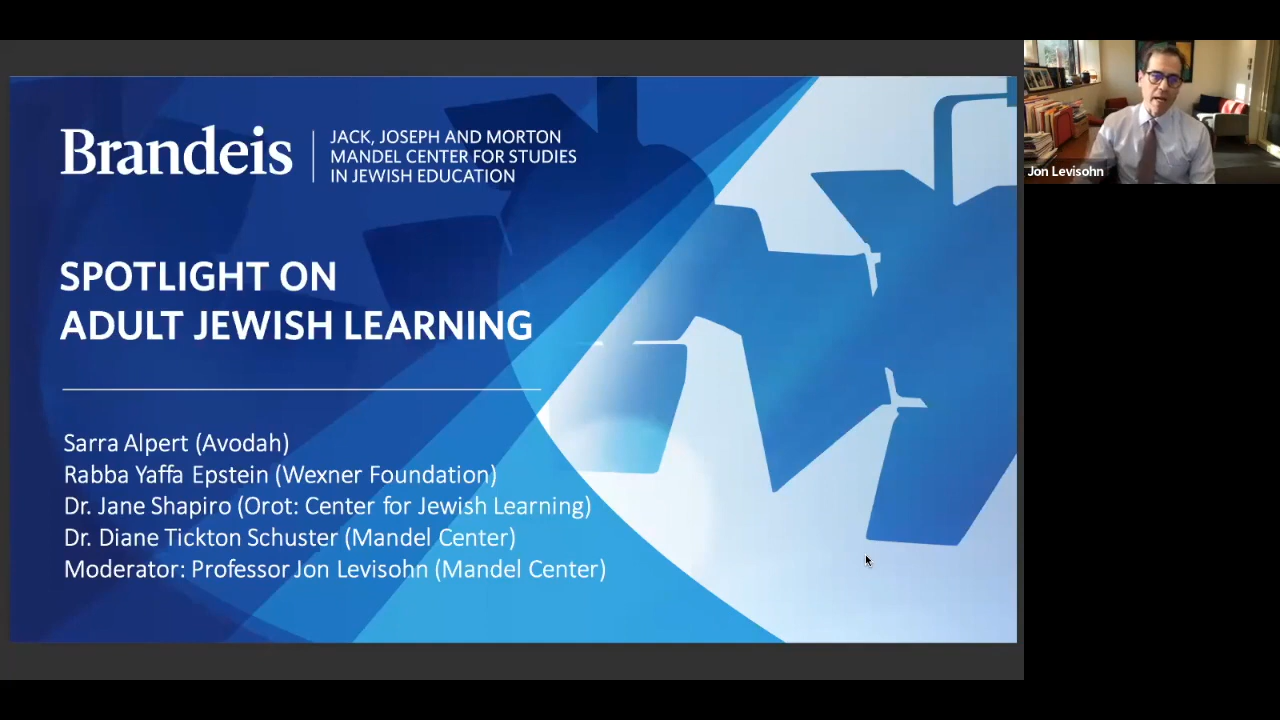 Brandeis
JACK, JOSEPH AND MORTON
MANDEL CENTER FOR STUDIES
IN JEWISH EDUCATION
SPOTLIGHT ON
ADULT JEWISH LEARNING
Sarra Alpert (Avodah)
Rabba Yaffa Epstein (Wexner Foundation)
Dr. Jane Shapiro (Orot: Center for Jewish Learning)
Dr. Diane Tickton Schuster (Mandel Center)
Moderator: Professor Jon Levisohn (Mandel Center)
Jon Levisohn